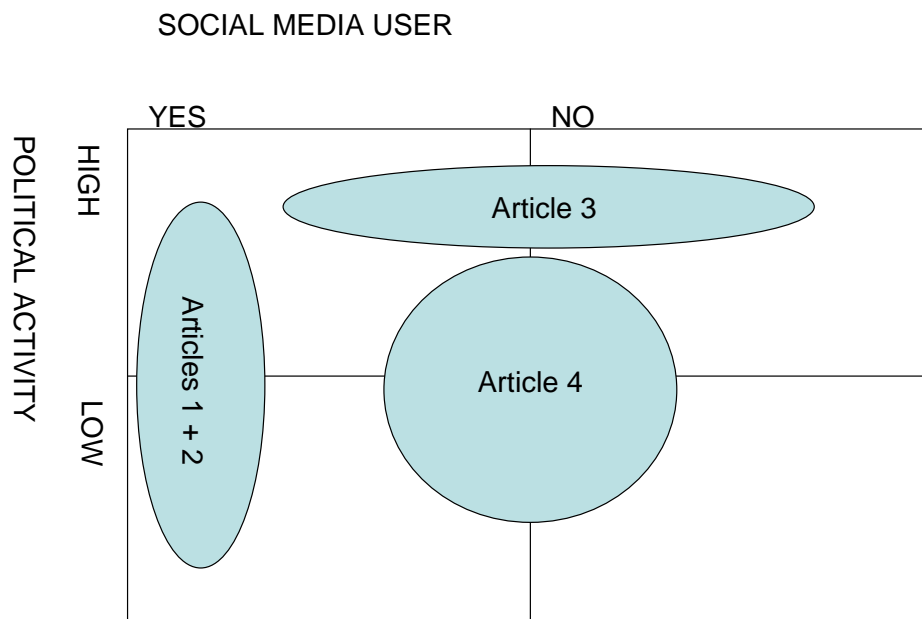 SOCIAL MEDIA USER
YES
NO
POLITICAL ACTIVITY
HIGH
LOW
Article 3
Articles 1 + 2
Article 4